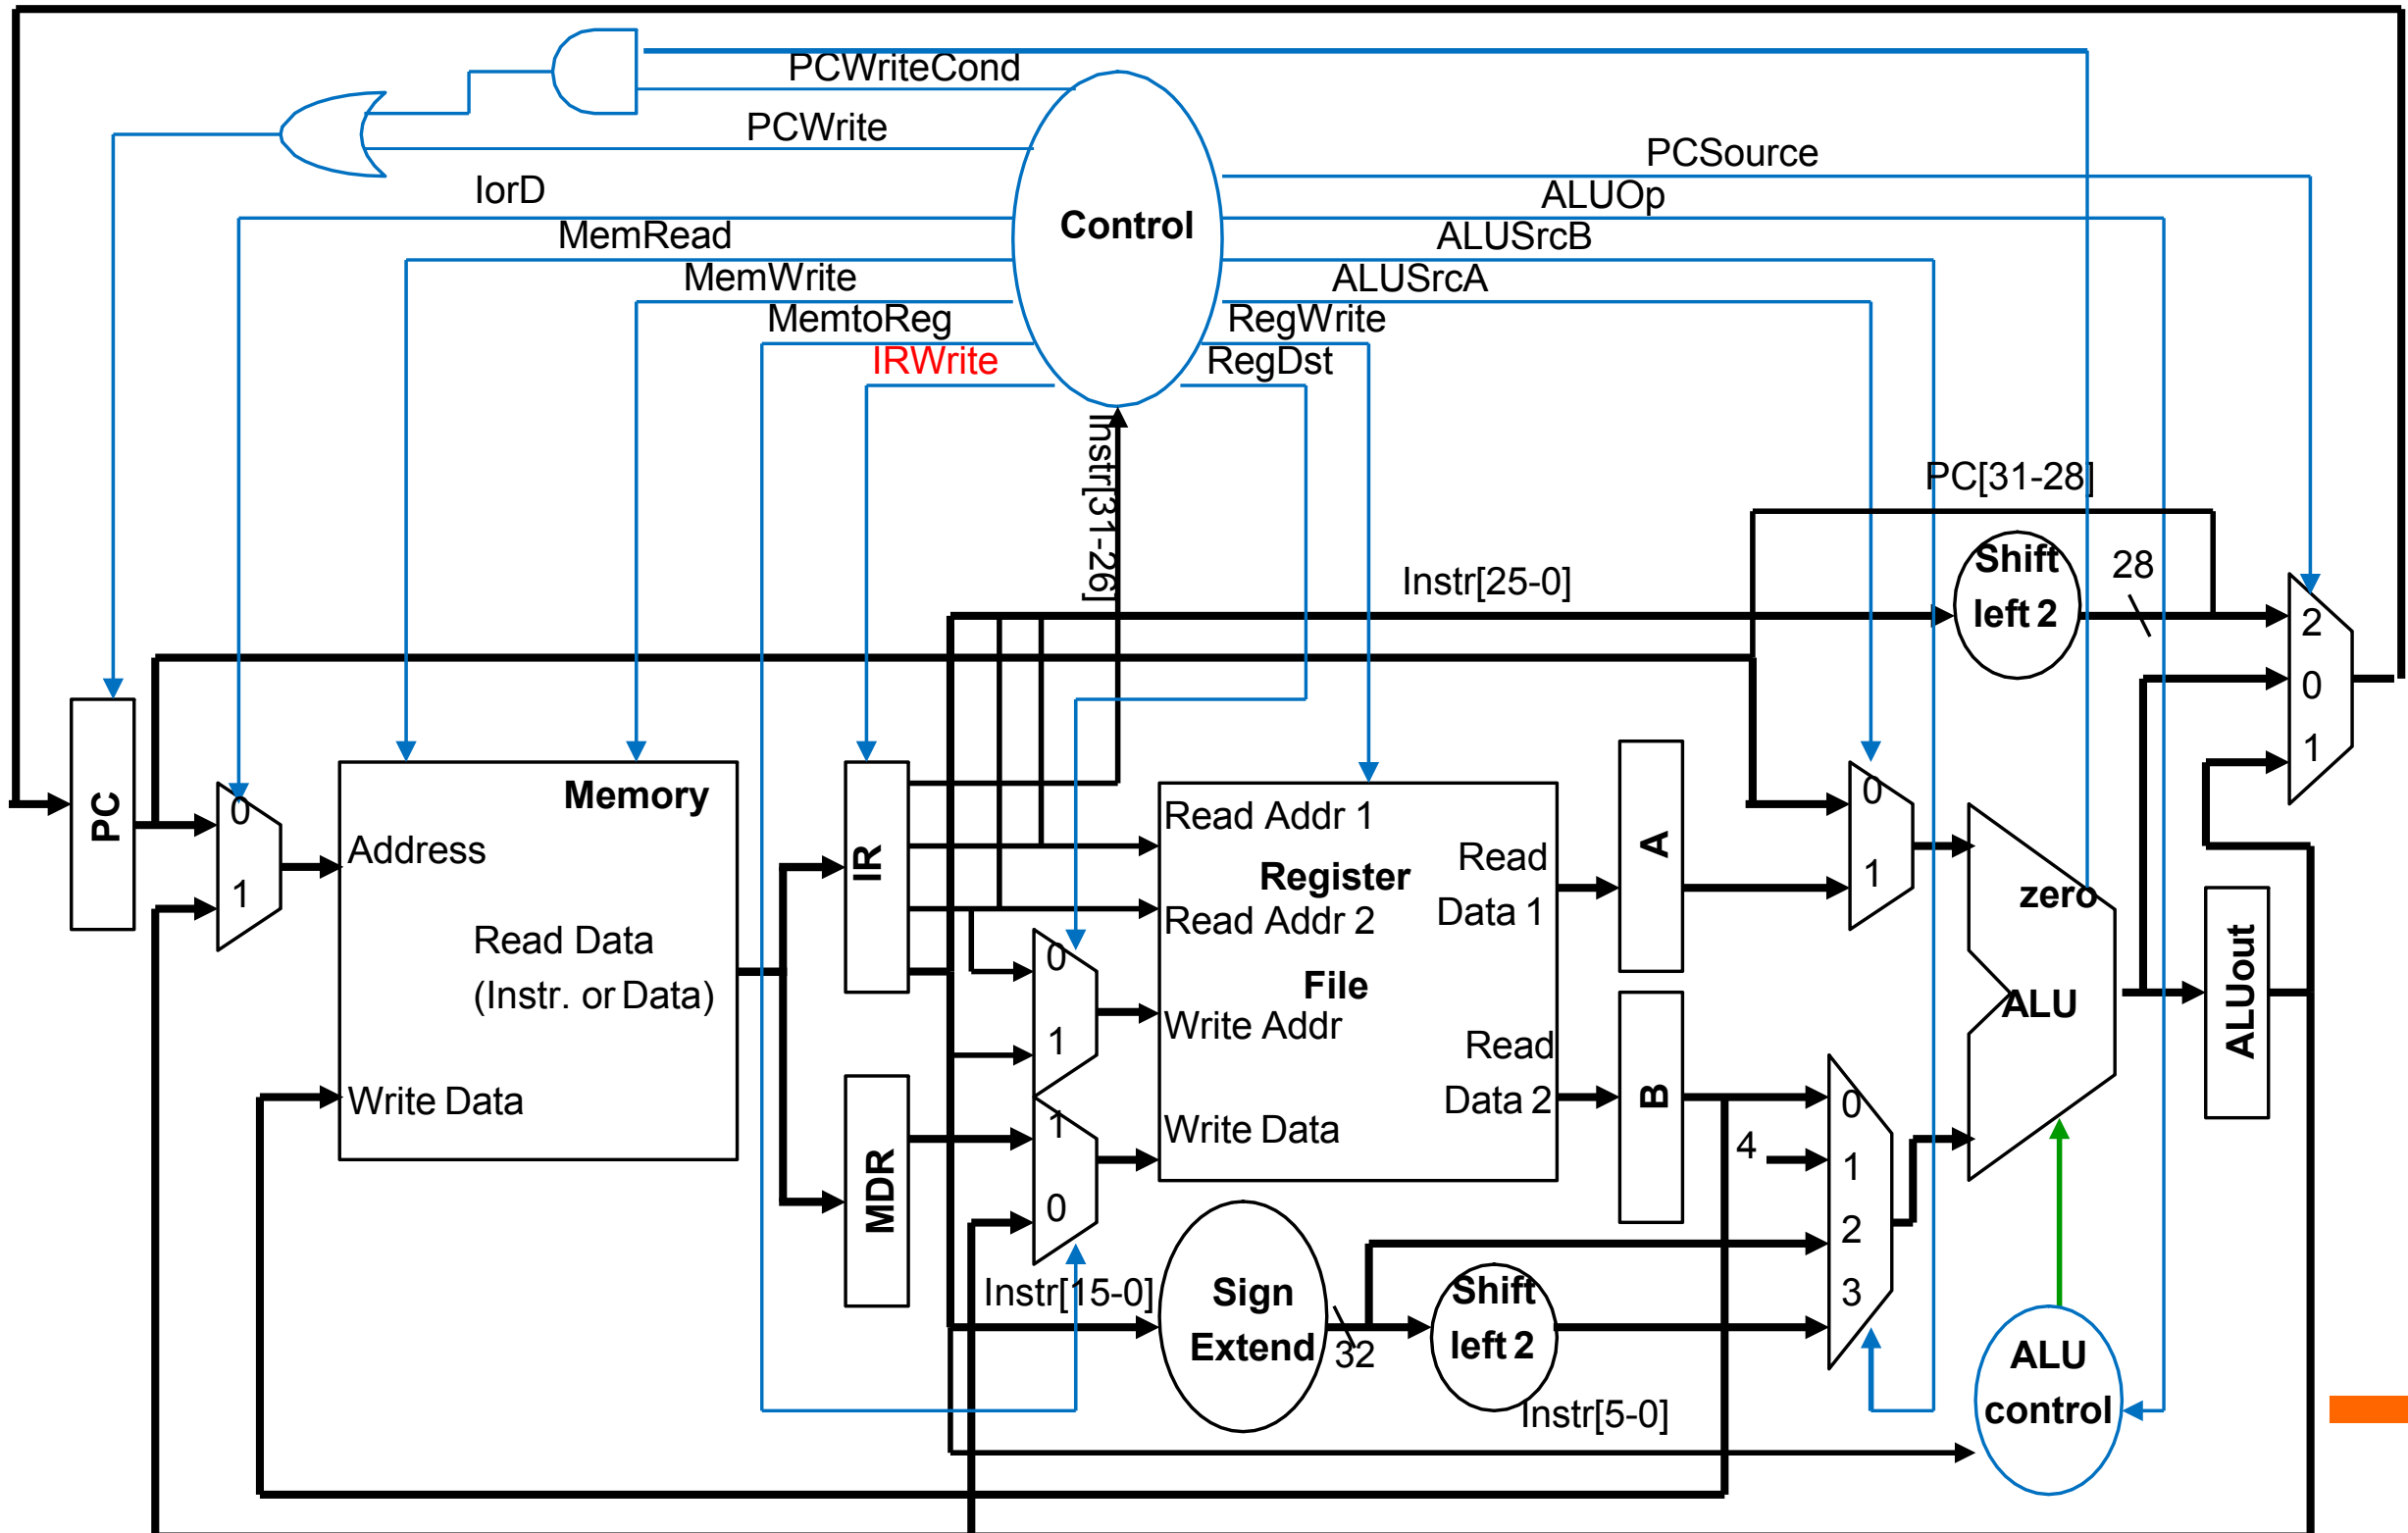 PCWriteCond
PCWrite
PCSource
IorD
ALUOp
Control
MemRead
ALUSrcB
MemWrite
ALUSrcA
MemtoReg
RegWrite
IRWrite
RegDst
Instr[31-26]
PC[31-28]
Instr[25-0]
Shift
left 2
28
2
0
1
PC
0
1
Memory
Address
Read Data
(Instr. or Data)
Write Data
IR
MDR
0
1
1
0
Read Addr 1
Register
Read Addr 2
File
Write Addr
Write Data
Read
Data 1
Read
Data 2
A
B
0
1
4
0
1
2
3
zero
ALU
ALUout
Instr[15-0]
Sign
Extend
32
Shift
left 2
Instr[5-0]
ALU
control